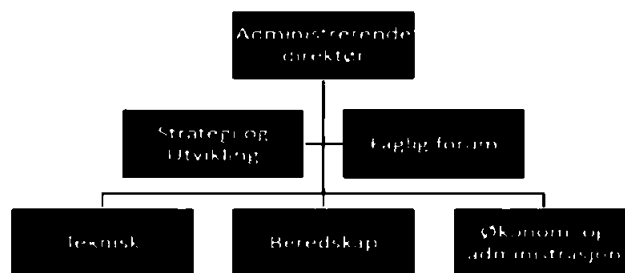 Administrerende
direktør
Strategi og
Utvikling
Faglig forum
Teknisk
Beredskap
Økonomi og
administrasjon